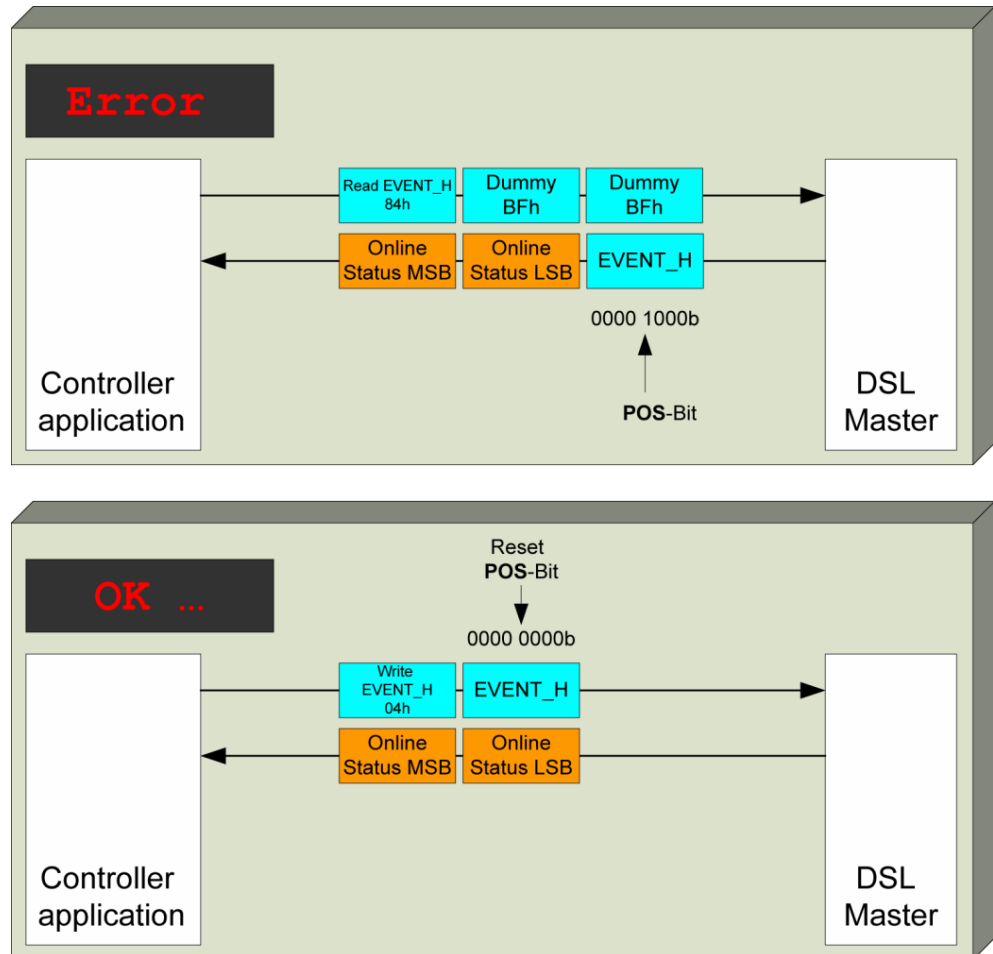 Error
Read EVENT_H
84h
Dummy
BFh
Dummy
BFh
Online
Status MSB
Online
Status LSB
EVENT_H
0000 1000b
POS-Bit
Controller
application
DSL
Master
Reset
POS-Bit
OK ...
0000 0000b
Write
EVENT_H
04h
EVENT_H
Online
Status MSB
Online
Status LSB
Controller
application
DSL
Master